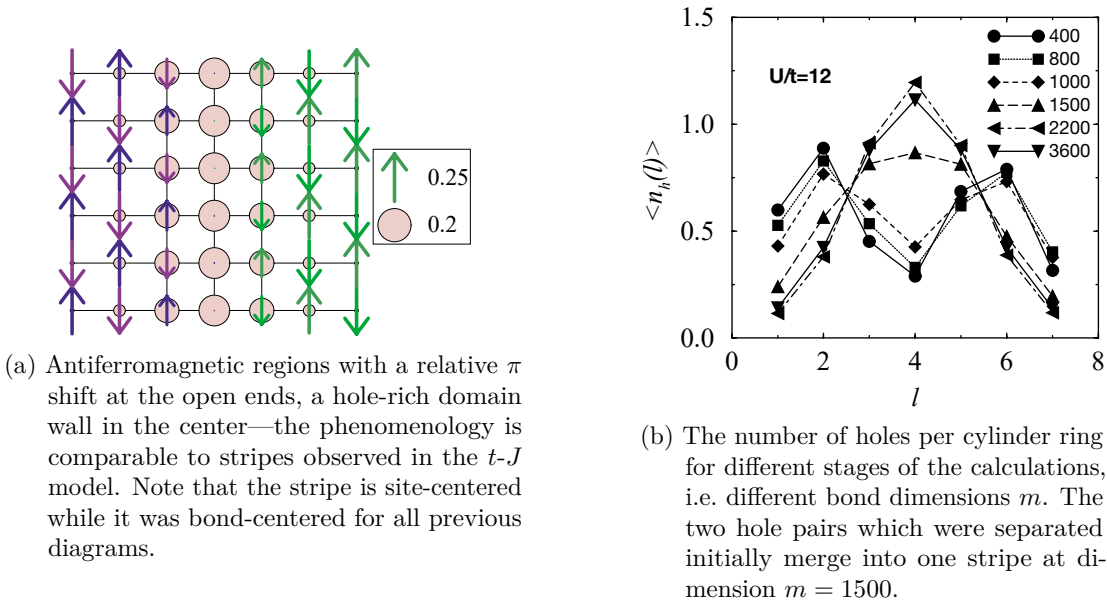 0.25
0.2
(a) Antiferromagnetic regions with a relative π
shift at the open ends, a hole-rich domain
wall in the center—the phenomenology is
comparable to stripes observed in the t-J
model. Note that the stripe is site-centered
while it was bond-centered for all previous
diagrams.
1.5
1.0
0.5
0.0
<n_h(l)>
U/t=12
400
800
1000
1500
2200
3600
0 2 4 6 8
l
(b) The number of holes per cylinder ring
for different stages of the calculations,
i.e. different bond dimensions m. The
two hole pairs which were separated
initially merge into one stripe at di-
mension m = 1500.